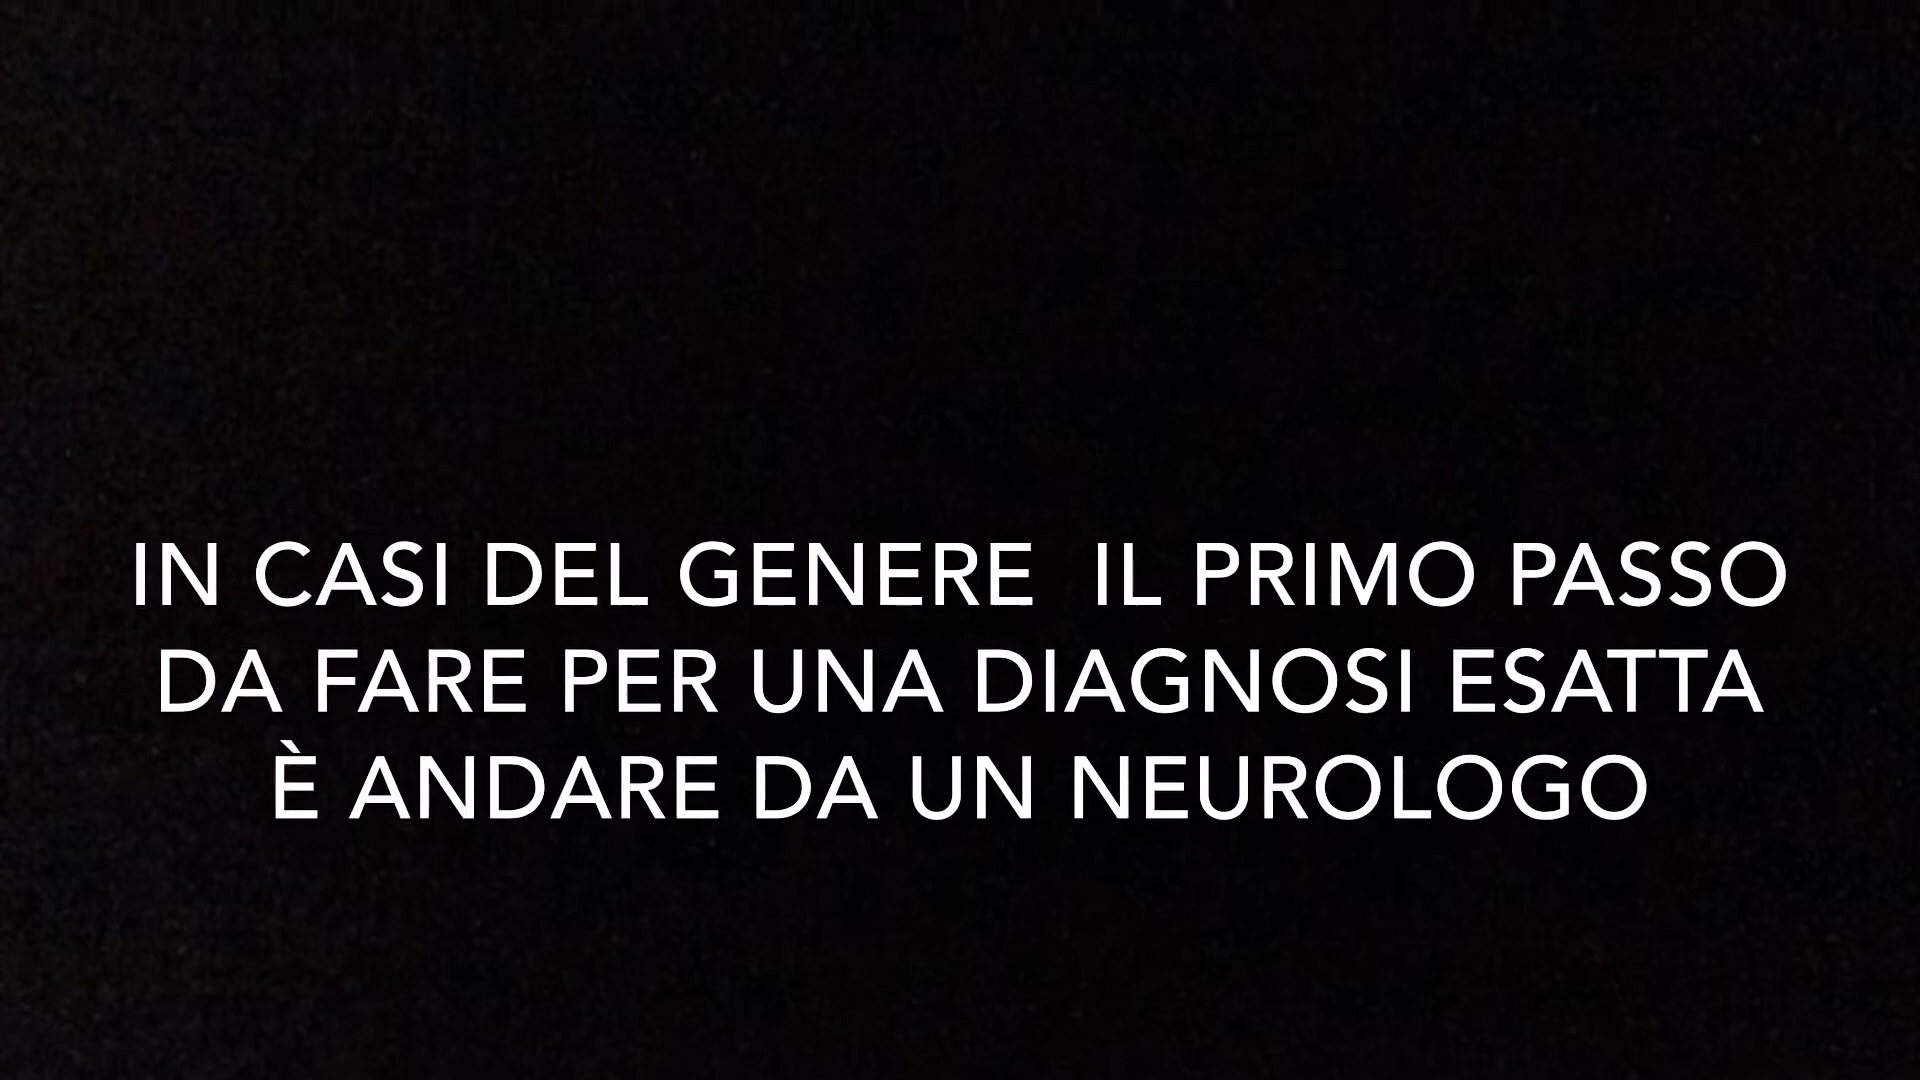 IN CASI DEL GENERE  IL PRIMO PASSO
DA FARE PER UNA DIAGNOSI ESATTA
È ANDARE DA UN NEUROLOGO